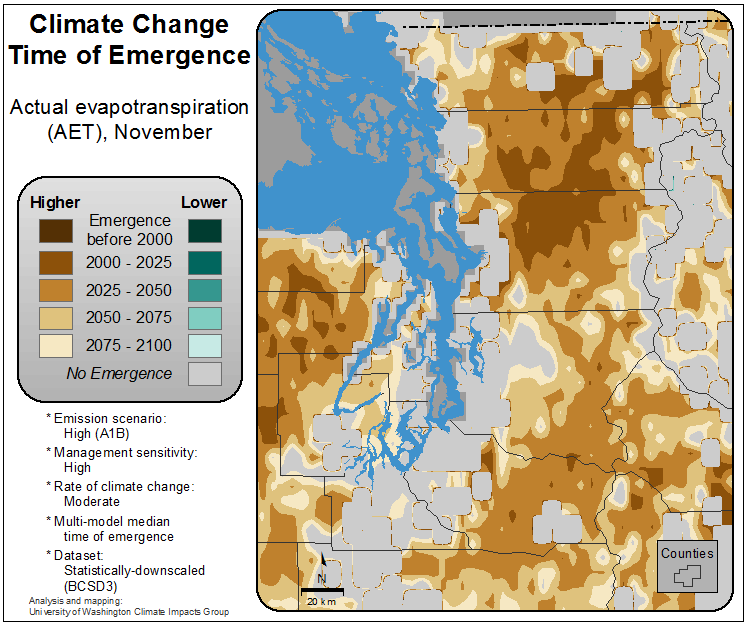 Climate Change
Time of Emergence
Actual evapotranspiration
(AET), November
Higher Lower
Emergence
before 2000
2000 - 2025
2025 - 2050
2050 - 2075
2075 - 2100
No Emergence
* Emission scenario:
High (A1B)
* Management sensitivity:
High
* Rate of climate change:
Moderate
* Multi-model median
time of emergence
* Dataset:
Statistically-downscaled
(BCSD3)
Analysis and mapping:
University of Washington Climate Impacts Group
N
20 km
Counties